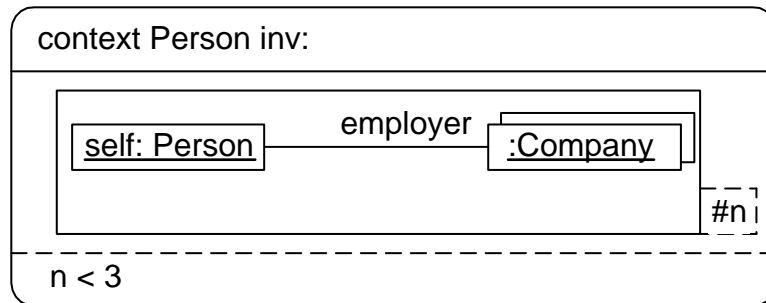 context Person inv:
employer
self: Person
:Company
#n
n < 3